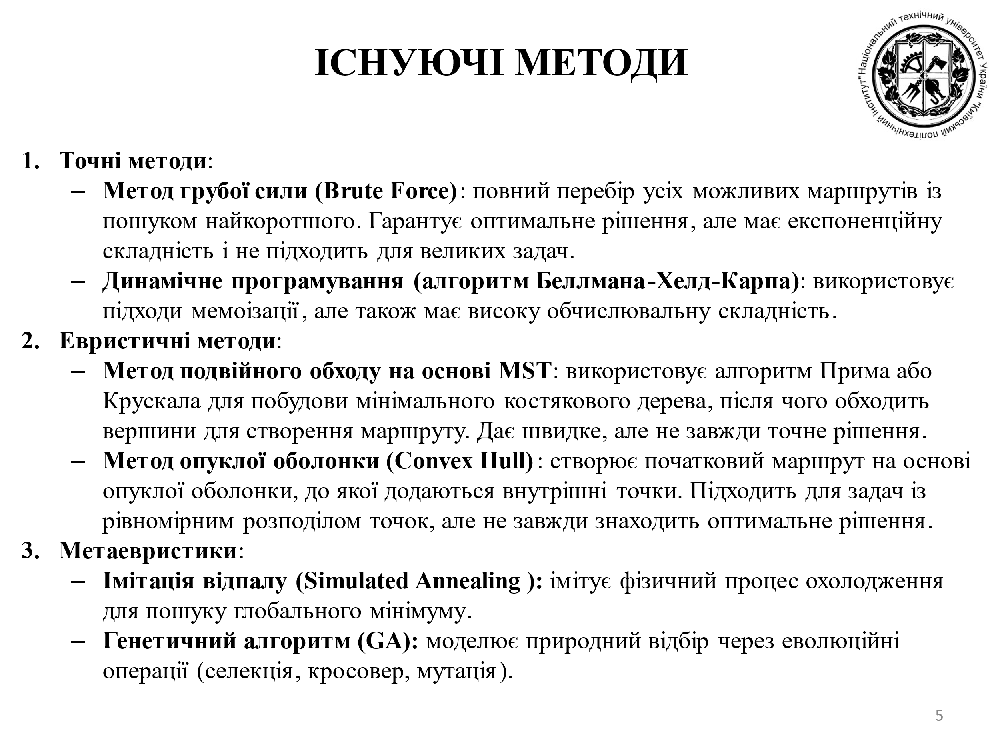 ІСНУЮЧІ МЕТОДИ
Національний технічний університет України "Київський політехнічний інститут"
1. Точні методи:
– Метод грубої сили (Brute Force): повний перебір усіх можливих маршрутів із
пошуком найкоротшого. Гарантує оптимальне рішення, але має експоненційну
складність і не підходить для великих задач.
– Динамічне програмування (алгоритм Беллмана-Хелд-Карпа): використовує
підходи мемоізації, але також має високу обчислювальну складність.
2. Евристичні методи:
– Метод подвійного обходу на основі MST: використовує алгоритм Прима або
Крускала для побудови мінімального костякового дерева, після чого обходить
вершини для створення маршруту. Дає швидке, але не завжди точне рішення.
– Метод опуклої оболонки (Convex Hull): створює початковий маршрут на основі
опуклої оболонки, до якої додаються внутрішні точки. Підходить для задач із
рівномірним розподілом точок, але не завжди знаходить оптимальне рішення.
3. Метаевристики:
– Імітація відпалу (Simulated Annealing ): імітує фізичний процес охолодження
для пошуку глобального мінімуму.
– Генетичний алгоритм (GA): моделює природний відбір через еволюційні
операції (селекція, кросовер, мутація).
5